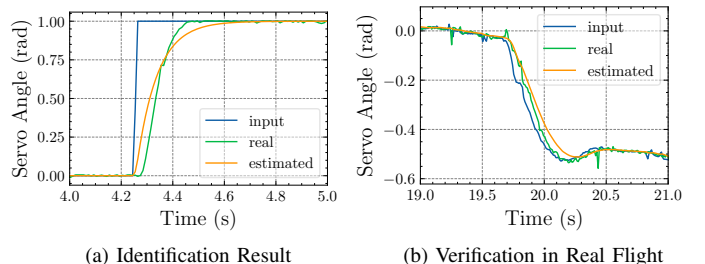 Servo Angle (rad)
1.00
0.75
0.50
0.25
0.00
input
real
estimated
4.0 4.2 4.4 4.6 4.8 5.0
Time (s)
(a) Identification Result
Servo Angle (rad)
−0.0
−0.2
−0.4
−0.6
input
real
estimated
19.0 19.5 20.0 20.5 21.0
Time (s)
(b) Verification in Real Flight